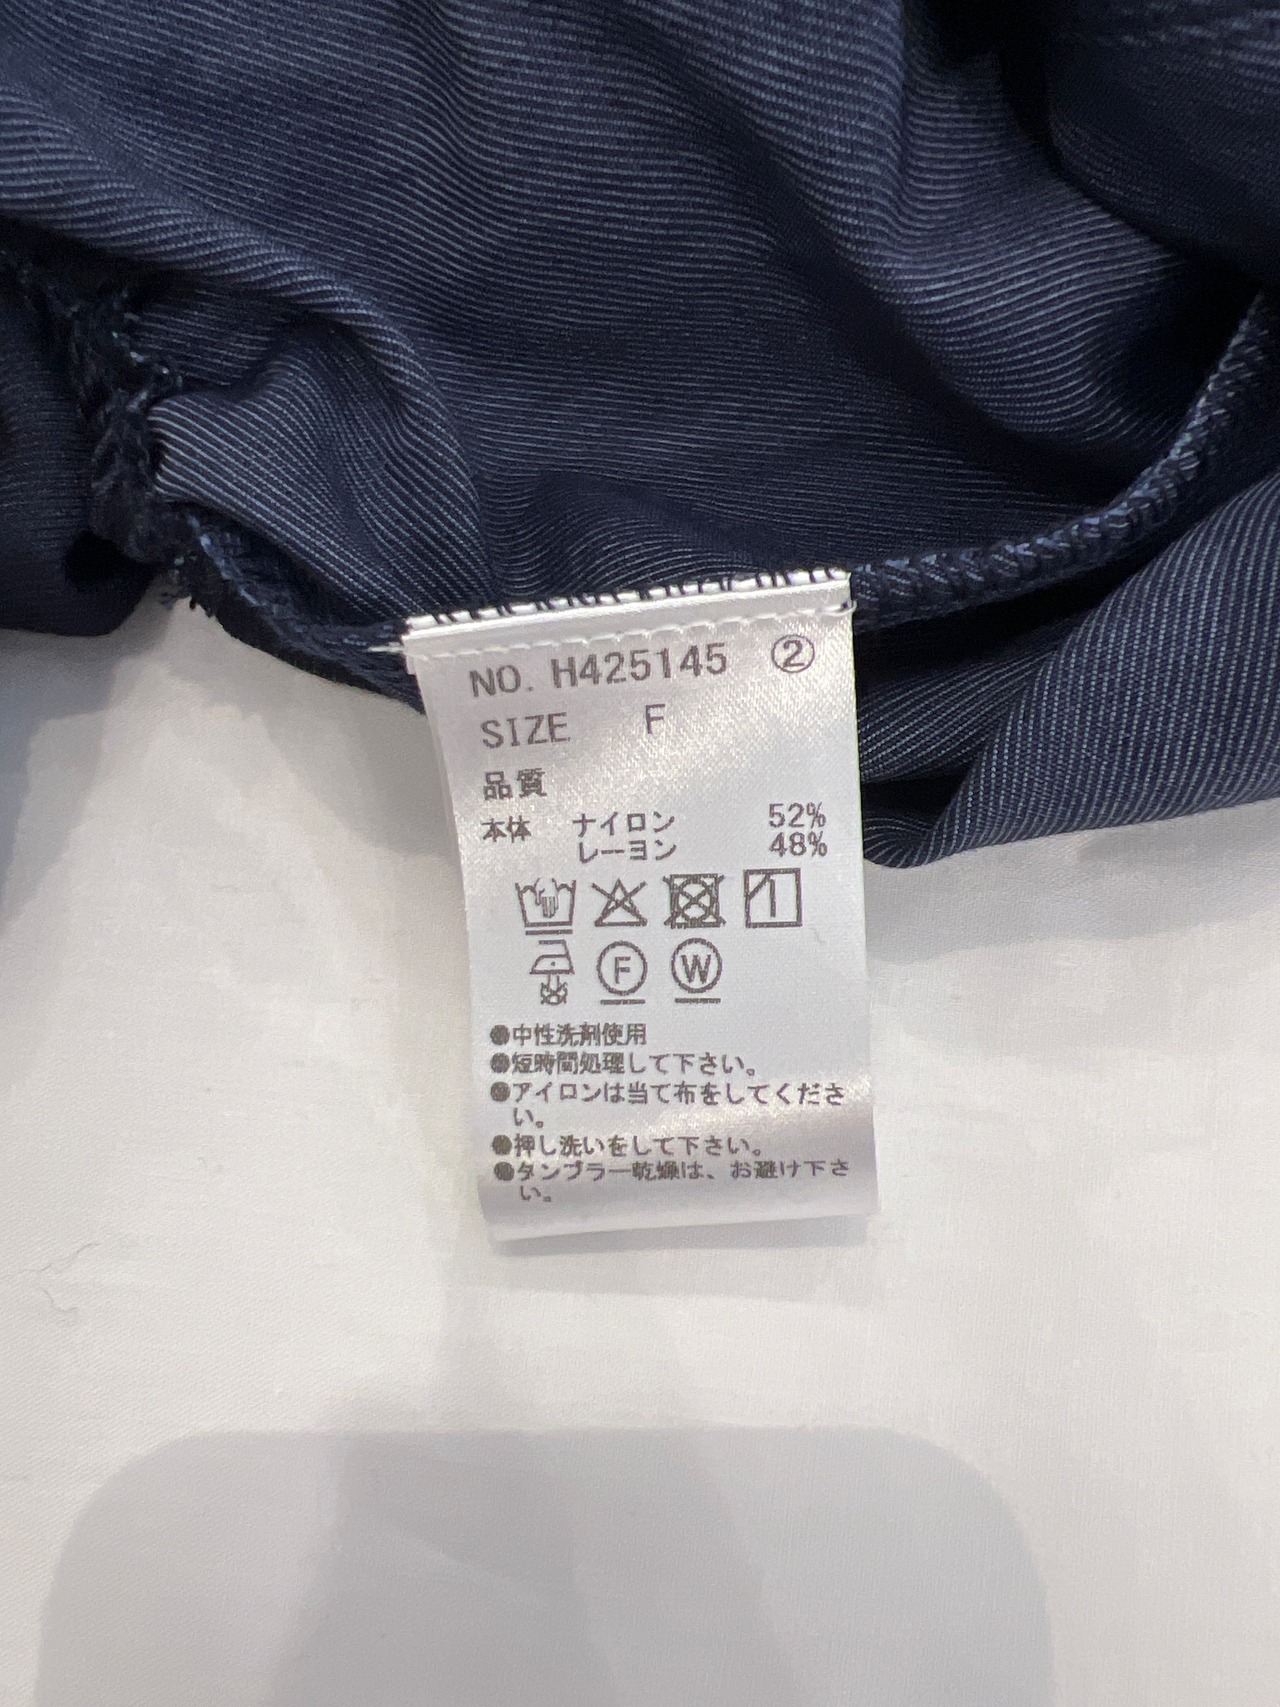 NO. H425145 ②
SIZE F
品質
本体 ナイロン 52%
レーヨン 48%
F W
●中性洗剤使用
●短時間処理して下さい。
●アイロンは当て布をしてくださ
い。
●押し洗いをして下さい。
●タンブラー乾燥は、お避け下さ
い。